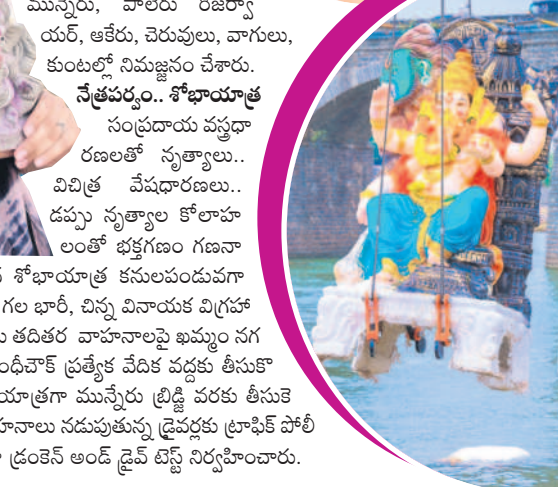 మున్నేరు, పాలేరు రిజర్వా
యర్, ఆకేరు, చెరువులు, వాగులు,
కుంటల్లో నిమజ్జనం చేశారు.
నేత్రపర్వం.. శోభాయాత్ర
సంప్రదాయ వస్త్రధా
రణలతో నృత్యాలు..
విచిత్ర వేషధారణలు..
డప్పు నృత్యాల కోలాహ
లంతో భక్తగణం గణనా
శోభాయాత్ర కనులపండువగా
గల భారీ, చిన్న వినాయక విగ్రహా
తదితర వాహనాలపై ఖమ్మం నగ
ంధీచౌక్ ప్రత్యేక వేదిక వద్దకు తీసుకొ
యాత్రగా మున్నేరు బ్రిడ్జి వరకు తీసుకె
హనాలు నడుపుతున్న డ్రైవర్లకు ట్రాఫిక్ పోలీ
డ్రంకెన్ అండ్ డ్రైవ్ టెస్ట్ నిర్వహించారు.